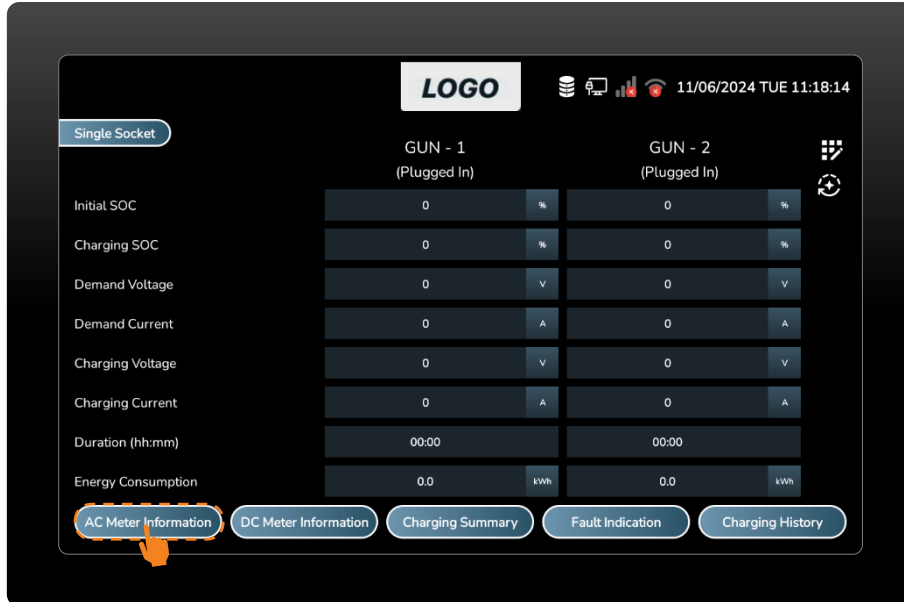 LOGO
11/06/2024 TUE 11:18:14
Single Socket
GUN - 1 GUN - 2
(Plugged In) (Plugged In)
Initial SOC 0 % 0 %
Charging SOC 0 % 0 %
Demand Voltage 0 V 0 V
Demand Current 0 A 0 A
Charging Voltage 0 V 0 V
Charging Current 0 A 0 A
Duration (hh:mm) 00:00 00:00
Energy Consumption 0.0 kWh 0.0 kWh
AC Meter Information DC Meter Information Charging Summary Fault Indication Charging History